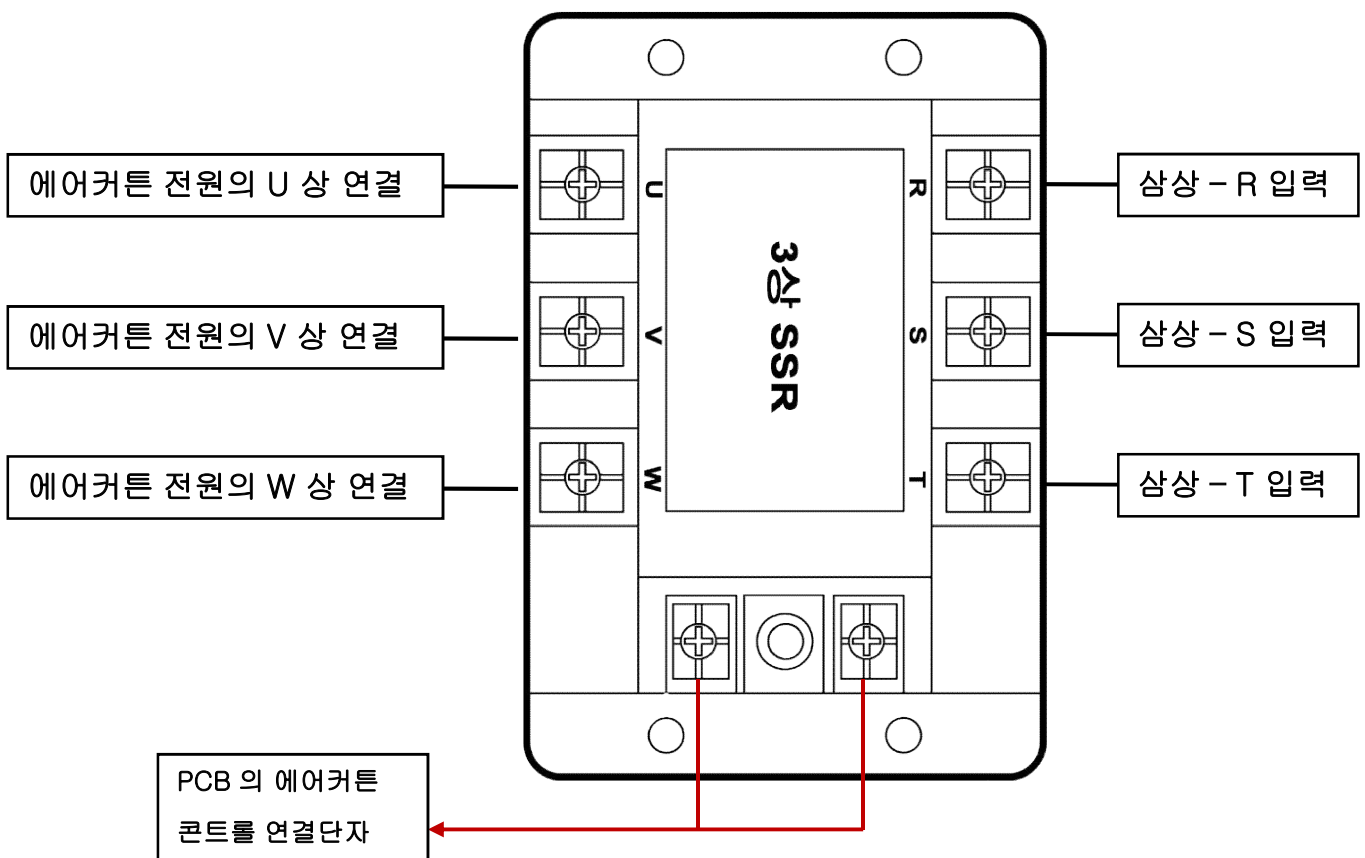 에어커튼 전원의 U 상 연결
U
R
삼상 – R 입력
에어커튼 전원의 V 상 연결
V
S
삼상 – S 입력
에어커튼 전원의 W 상 연결
W
T
삼상 – T 입력
3상 SSR
PCB 의 에어커튼
콘트롤 연결단자